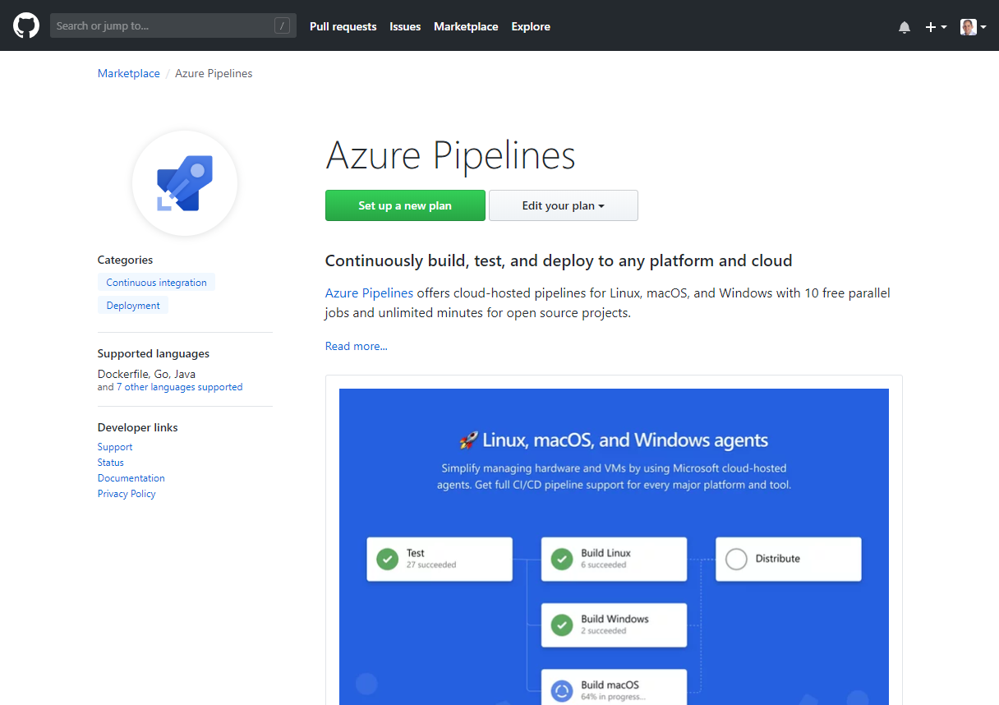 Search or jump to...
/
Pull requests
Issues
Marketplace
Explore
Marketplace / Azure Pipelines
Azure Pipelines
Set up a new plan
Edit your plan
Categories
Continuous integration
Deployment
Supported languages
Dockerfile, Go, Java
and 7 other languages supported
Developer links
Support
Status
Documentation
Privacy Policy
Continuously build, test, and deploy to any platform and cloud
Azure Pipelines offers cloud-hosted pipelines for Linux, macOS, and Windows with 10 free parallel
jobs and unlimited minutes for open source projects.
Read more...
🚀 Linux, macOS, and Windows agents
Simplify managing hardware and VMs by using Microsoft cloud-hosted
agents. Get full CI/CD pipeline support for every major platform and tool.
Test
27 succeeded
Build Linux
6 succeeded
Distribute
Build Windows
2 succeeded
Build macOS
64% in progress...